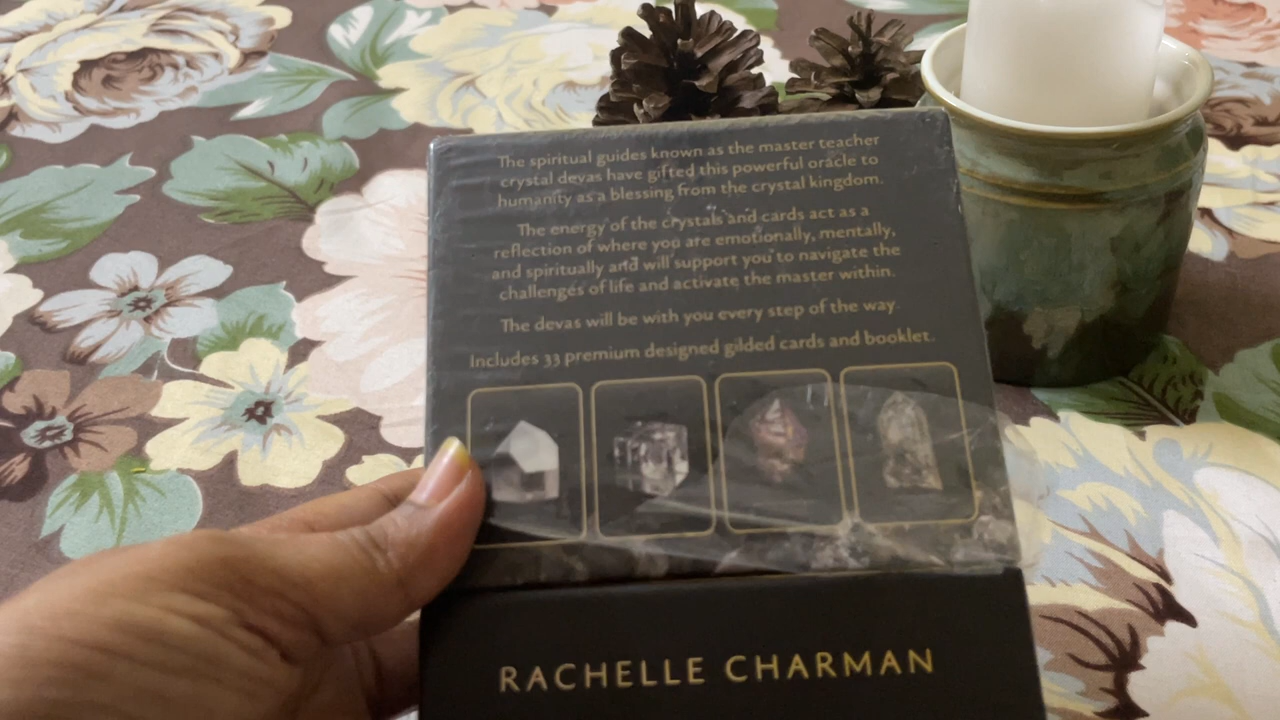 The spiritual guides known as the master teacher
crystal devas have gifted this powerful oracle to
humanity as a blessing from the crystal kingdom.
The energy of the crystals and cards act as a
reflection of where you are emotionally, mentally,
and spiritually and will support you to navigate the
challenges of life and activate the master within.
The devas will be with you every step of the way.
Includes 33 premium designed gilded cards and booklet.
RACHELLE CHARMAN